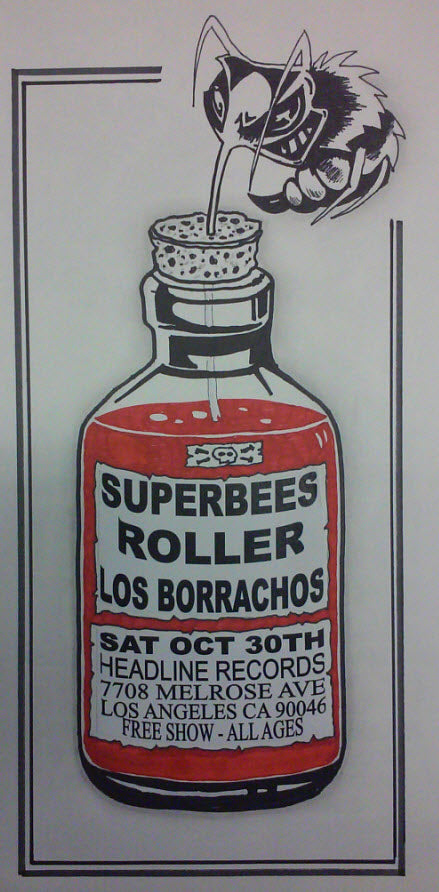 SUPERBEES
ROLLER
LOS BORRACHOS
SAT OCT 30TH
HEADLINE RECORDS
7708 MELROSE AVE
LOS ANGELES CA 90046
FREE SHOW - ALL AGES